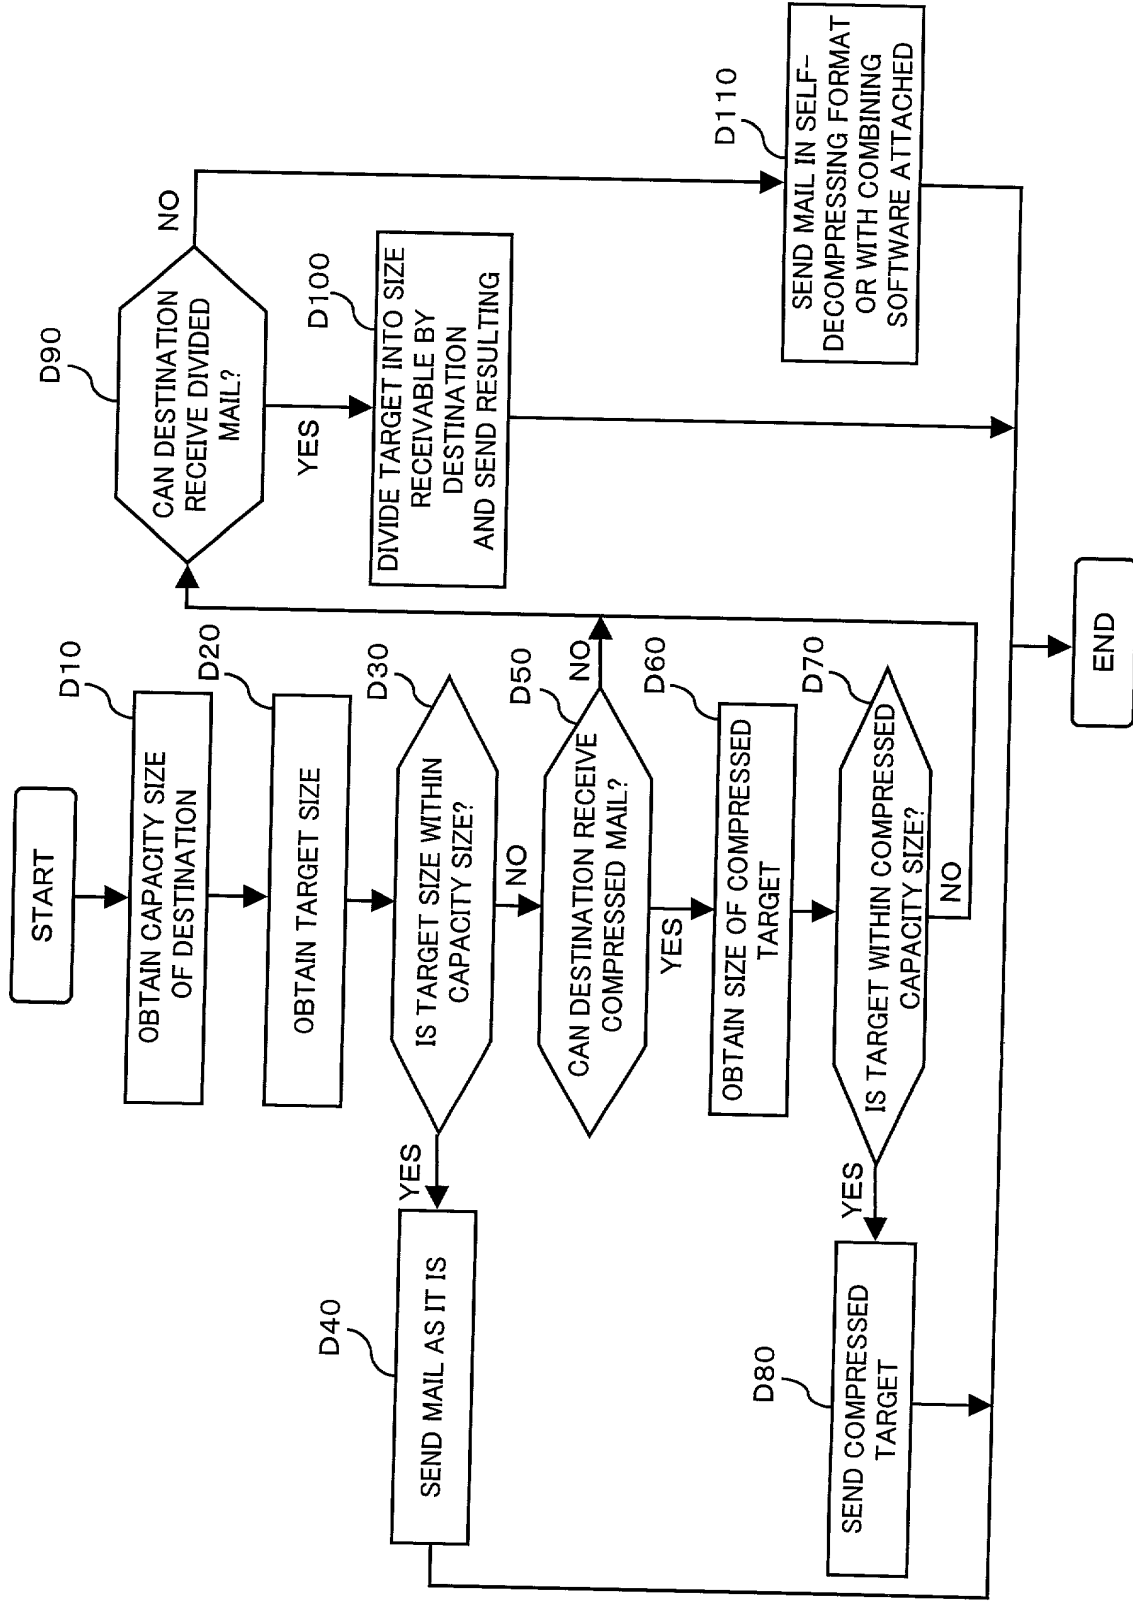 START
D10
OBTAIN CAPACITY SIZE
OF DESTINATION
D20
OBTAIN TARGET SIZE
D30
IS TARGET SIZE WITHIN
CAPACITY SIZE?
YES
NO
D40
SEND MAIL AS IT IS
D50
CAN DESTINATION RECEIVE
COMPRESSED MAIL?
NO
YES
D60
OBTAIN SIZE OF COMPRESSED
TARGET
D70
IS TARGET WITHIN COMPRESSED
CAPACITY SIZE?
YES
NO
D80
SEND COMPRESSED
TARGET
D90
CAN DESTINATION
RECEIVE DIVIDED
MAIL?
NO
YES
D100
DIVIDE TARGET INTO SIZE
RECEIVABLE BY
DESTINATION
AND SEND RESULTING
D110
SEND MAIL IN SELF-
DECOMPRESSING FORMAT
OR WITH COMBINING
SOFTWARE ATTACHED
END